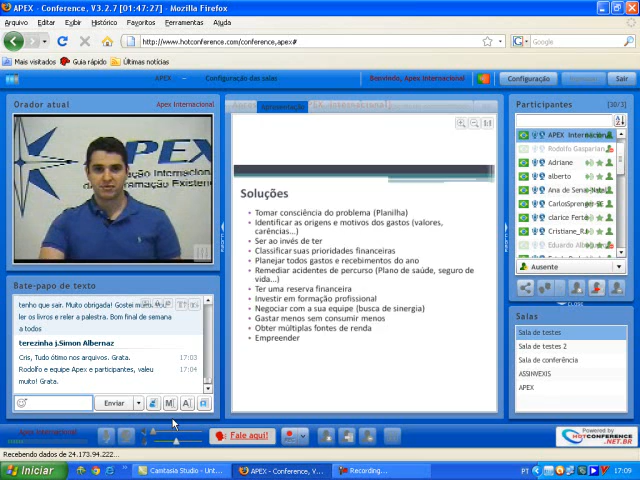 APEX - Conference, V3.2.7 [01:47:27] - Mozilla Firefox
Arquivo Editar Exibir Histórico Favoritos Ferramentas Ajuda
http://www.hotconference.com/conference,apex#
Google
Mais visitados Guia rápido Últimas notícias
APEX – Configuração das salas
Benvindo, Apex Internacional
Configuração
Sair
Orador atual Apex Internacional
APEX
Bate-papo de texto
tenho que sair. Muito obrigada! Gostei
ler os livros e reler a palestra. Bom final de semana
a todos
terezinha j.Simon Albernaz
Cris, Tudo ótimo nos arquivos. Grata. 17:03
Rodolfo e equipe Apex e participantes, valeu 17:04
muito! Grata.
Enviar
Apresentação
Soluções
• Tomar consciência do problema (Planilha)
• Identificar as origens e motivos dos gastos (valores,
carências...)
• Ser ao invés de ter
• Classificar suas prioridades financeiras
• Planejar todos gastos e recebimentos do ano
• Remediar acidentes de percurso (Plano de saúde, seguro de
vida...)
• Ter uma reserva financeira
• Investir em formação profissional
• Negociar com a sua equipe (busca de sinergia)
• Gastar menos sem consumir menos
• Obter múltiplas fontes de renda
• Empreender
Participantes [30/3]
APEX Internacion
Rodolfo Gasparian
Adriane
alberto
Ana de Sena-Natal
CarlosSprenger-SE
clarice Forte
Cristiane_R
Eduardo Alb
Ausente
CLOSE
Salas
Sala de testes
Sala de testes 2
Sala de conferência
ASSINVEXIS
APEX
Apex Internacional
Fale aqui!
Powered by
HOTCONFERENCE
.NET.BR
Recebendo dados de 24.173.94.222...
Iniciar
Camtasia Studio - Unt...
APEX - Conference, V...
Recording...
PT
17:09